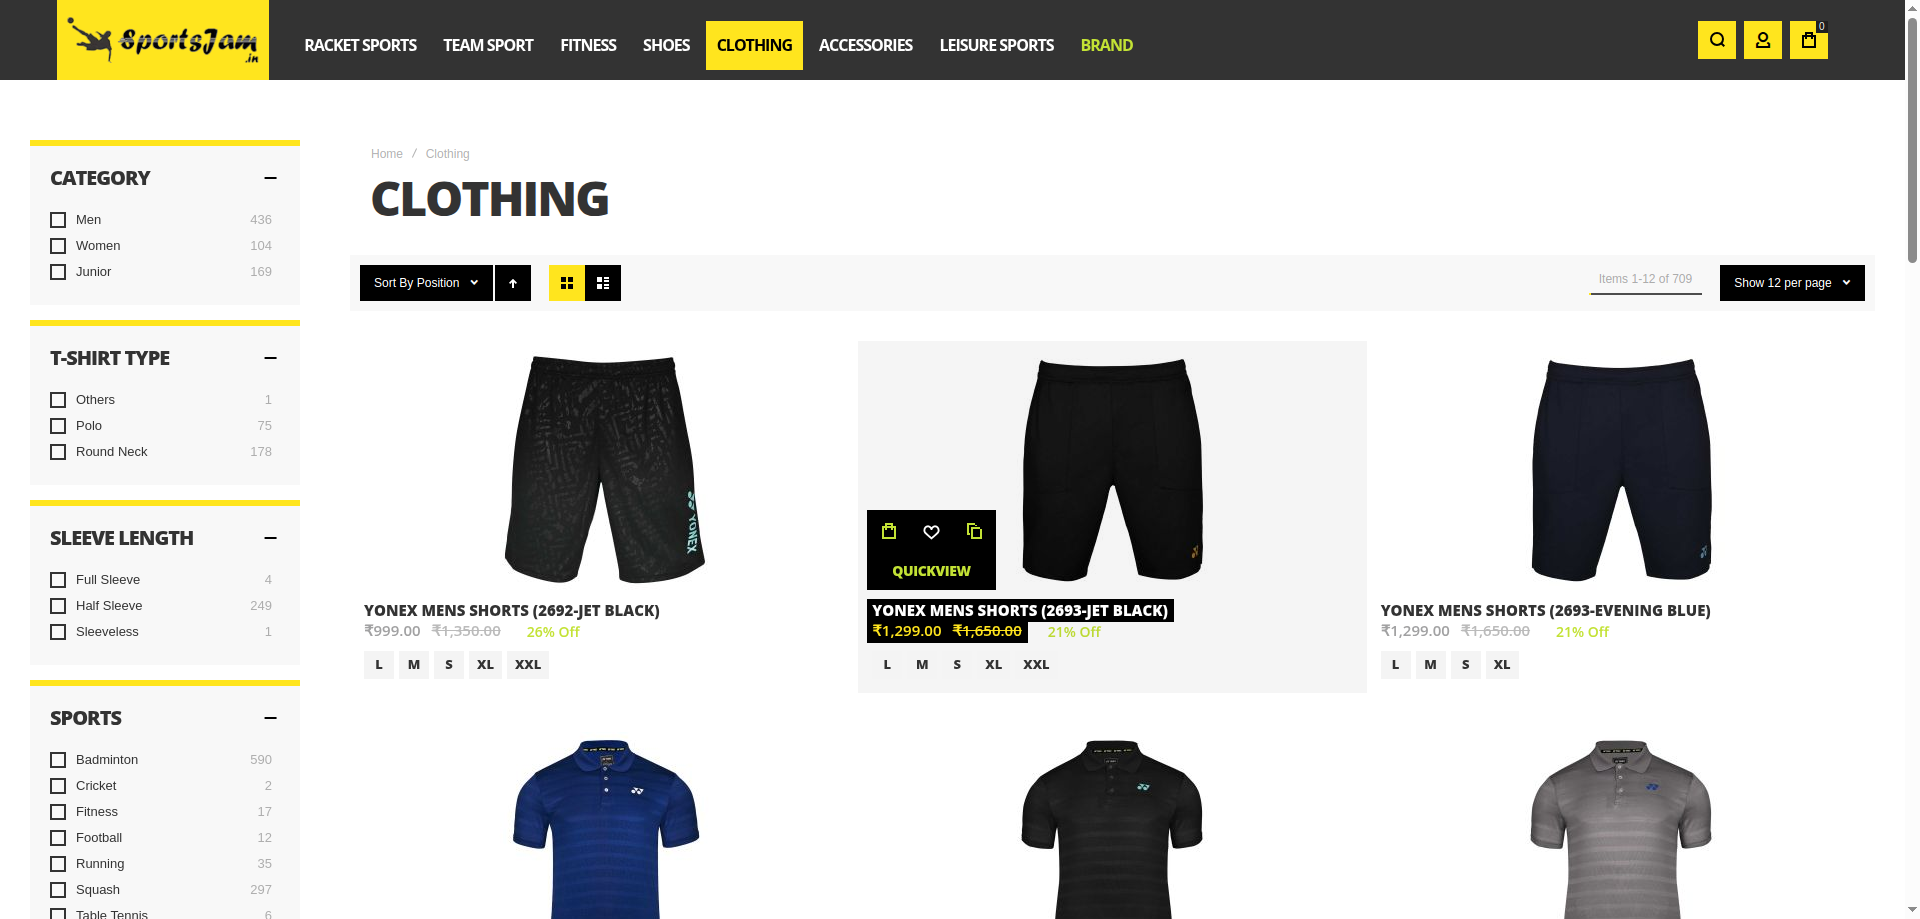 SportsJam
.in
RACKET SPORTS
TEAM SPORT
FITNESS
SHOES
CLOTHING
ACCESSORIES
LEISURE SPORTS
BRAND
0
CATEGORY
Men 436
Women 104
Junior 169
T-SHIRT TYPE
Others 1
Polo 75
Round Neck 178
SLEEVE LENGTH
Full Sleeve 4
Half Sleeve 249
Sleeveless 1
SPORTS
Badminton 590
Cricket 2
Fitness 17
Football 12
Running 35
Squash 297
Table Tennis 6
Home / Clothing
CLOTHING
Sort By Position
Items 1-12 of 709
Show 12 per page
YONEX
YONEX MENS SHORTS (2692-JET BLACK)
₹999.00 ₹1,350.00 26% Off
L M S XL XXL
QUICKVIEW
YONEX MENS SHORTS (2693-JET BLACK)
₹1,299.00 ₹1,650.00 21% Off
L M S XL XXL
YONEX MENS SHORTS (2693-EVENING BLUE)
₹1,299.00 ₹1,650.00 21% Off
L M S XL